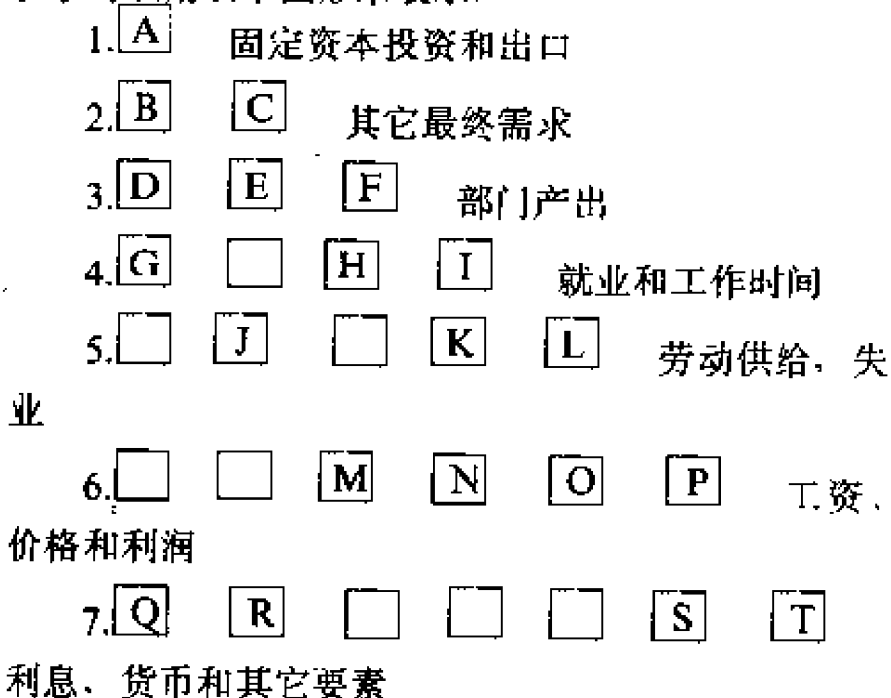 1. A 固定资本投资和出口
2. B C 其它最终需求
3. D E F 部门产出
4. G H I 就业和工作时间
5. J K L 劳动供给，失
业
6. M N O P 工资、
价格和利润
7. Q R S T
利息、货币和其它要素